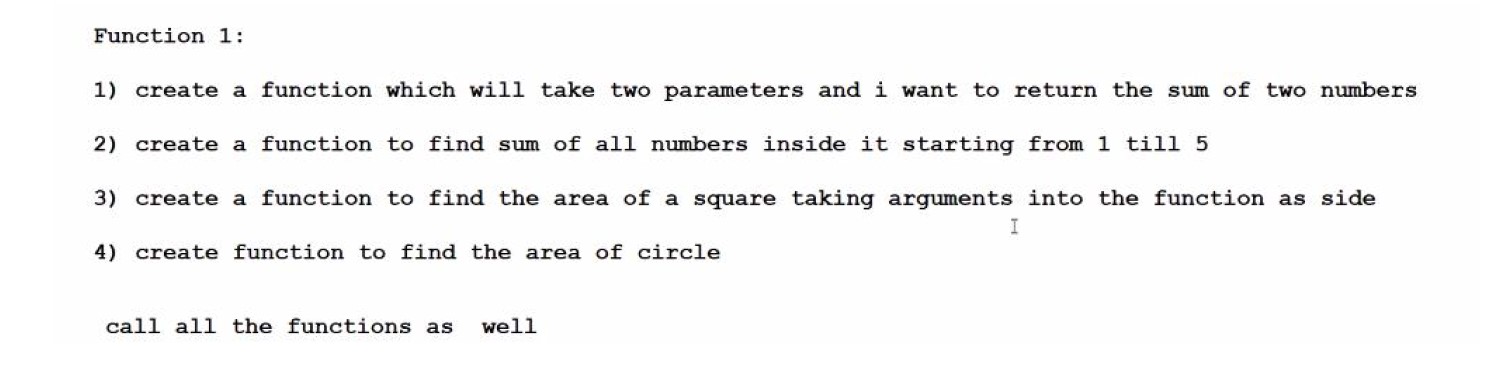 Function 1:
1) create a function which will take two parameters and i want to return the sum of two numbers
2) create a function to find sum of all numbers inside it starting from 1 till 5
3) create a function to find the area of a square taking arguments into the function as side
4) create function to find the area of circle
call all the functions as  well